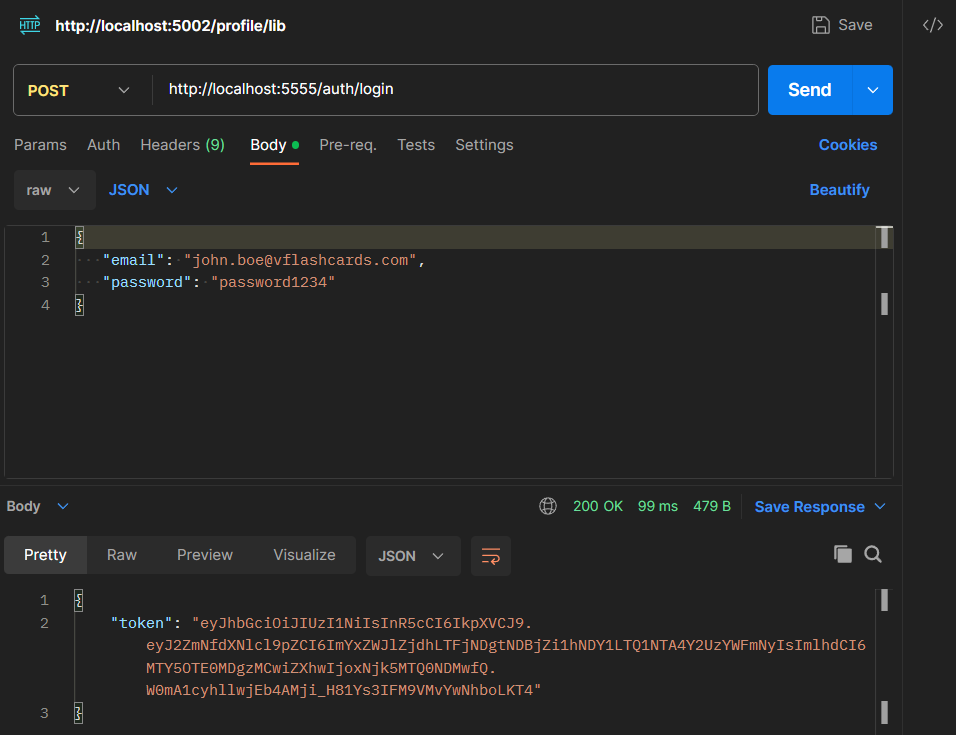 HTTP http://localhost:5002/profile/lib Save </>
POST http://localhost:5555/auth/login Send
Params Auth Headers (9) Body Pre-req. Tests Settings Cookies
raw JSON Beautify
1 {
2 "email": "john.boe@vflashcards.com",
3 "password": "password1234"
4 }
Body 200 OK 99 ms 479 B Save Response
Pretty Raw Preview Visualize JSON
1 {
2 "token": "eyJhbGciOiJIUzI1NiIsInR5cCI6IkpXVCJ9.
eyJ2ZmNfdXNlcl9pZCI6ImYxZWJlZjdhLTFjNDgtNDBjZi1hNDY1LTQ1NTA4Y2UzYWFmNyIsImlhdCI6
MTY5OTE0MDgzMCwiZXhwIjoxNjk5MTQ0NDMwfQ.
W0mA1cyhllwjEb4AMji_H81Ys3IFM9VMvYwNhboLKT4"
3 }